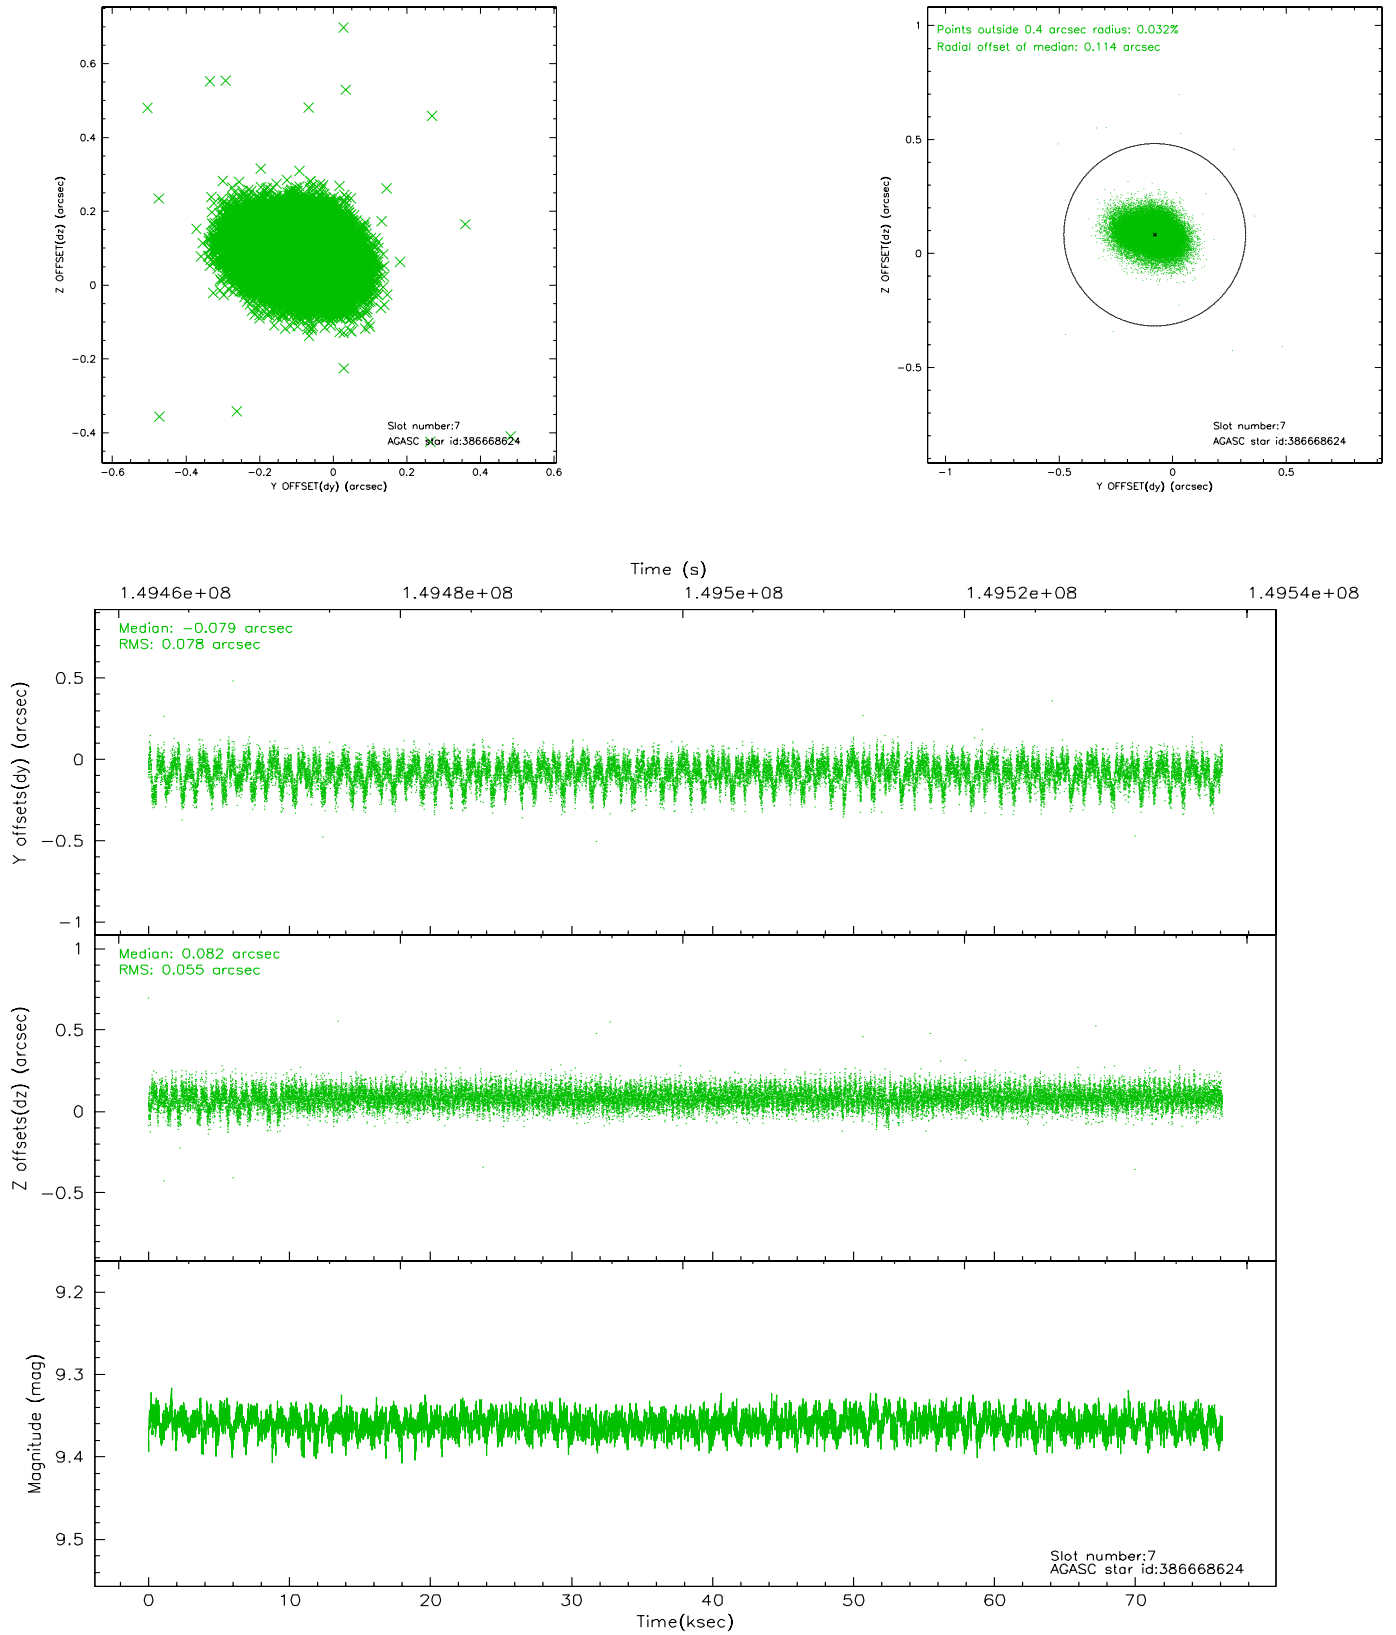 0.6
0.4
0.2
0
−0.2
−0.4
Z OFFSET(dz) (arcsec)
−0.6
−0.4
−0.2
0
0.2
0.4
0.6
Y OFFSET(dy) (arcsec)
Slot number:7
AGASC star id:386668624
Points outside 0.4 arcsec radius: 0.032%
Radial offset of median: 0.114 arcsec
1
0.5
0
−0.5
Z OFFSET(dz) (arcsec)
−1
−0.5
0
0.5
Y OFFSET(dy) (arcsec)
Slot number:7
AGASC star id:386668624
Time (s)
1.4946e+08
1.4948e+08
1.495e+08
1.4952e+08
1.4954e+08
Median: −0.079 arcsec
RMS: 0.078 arcsec
0.5
0
−0.5
−1
Y offsets(dy) (arcsec)
Median: 0.082 arcsec
RMS: 0.055 arcsec
1
0.5
0
−0.5
Z offsets(dz) (arcsec)
9.2
9.3
9.4
9.5
Magnitude (mag)
Slot number:7
AGASC star id:386668624
0
10
20
30
40
50
60
70
Time(ksec)